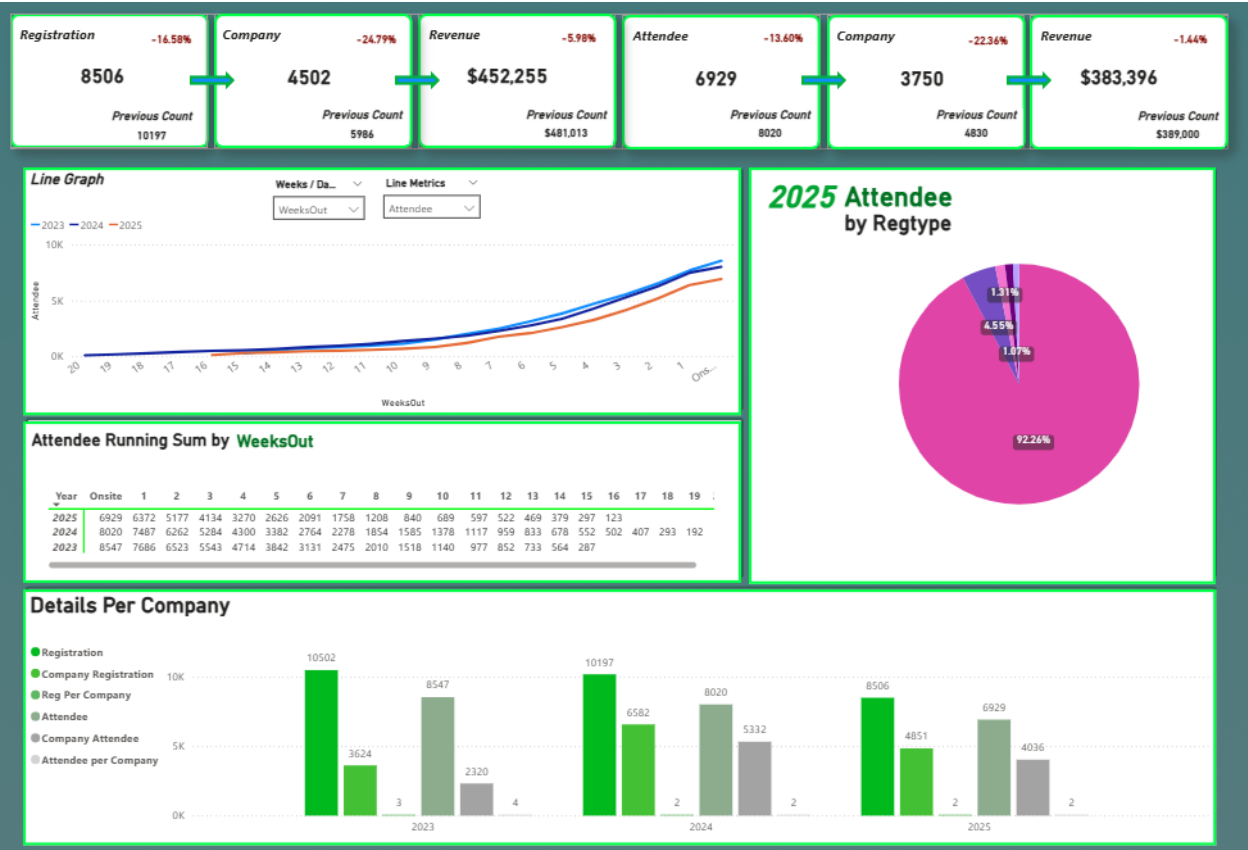 Registration -16.58%
8506
Previous Count
10197
Company -24.79%
4502
Previous Count
5986
Revenue -5.98%
$452,255
Previous Count
$481,013
Attendee -13.60%
6929
Previous Count
8020
Company -22.36%
3750
Previous Count
4830
Revenue -1.44%
$383,396
Previous Count
$389,000
Line Graph
Weeks / Da...
WeeksOut
Line Metrics
Attendee
2023 2024 2025
10K
5K
0K
Attendee
20 19 18 17 16 15 14 13 12 11 10 9 8 7 6 5 4 3 2 1 Ons...
WeeksOut
2025 Attendee
by Regtype
1.31%
4.55%
1.07%
92.26%
Attendee Running Sum by WeeksOut
Year Onsite 1 2 3 4 5 6 7 8 9 10 11 12 13 14 15 16 17 18 19
2025 6929 6372 5177 4134 3270 2626 2091 1758 1208 840 689 597 522 469 379 297 123
2024 8020 7487 6262 5284 4300 3382 2764 2278 1854 1585 1378 1117 959 833 678 552 502 407 293 192
2023 8547 7686 6523 5543 4714 3842 3131 2475 2010 1518 1140 977 852 733 564 287
Details Per Company
Registration
Company Registration
Reg Per Company
Attendee
Company Attendee
Attendee per Company
10K
5K
0K
10502 3624 3 8547 2320 4
2023
10197 6582 2 8020 5332 2
2024
8506 4851 2 6929 4036 2
2025